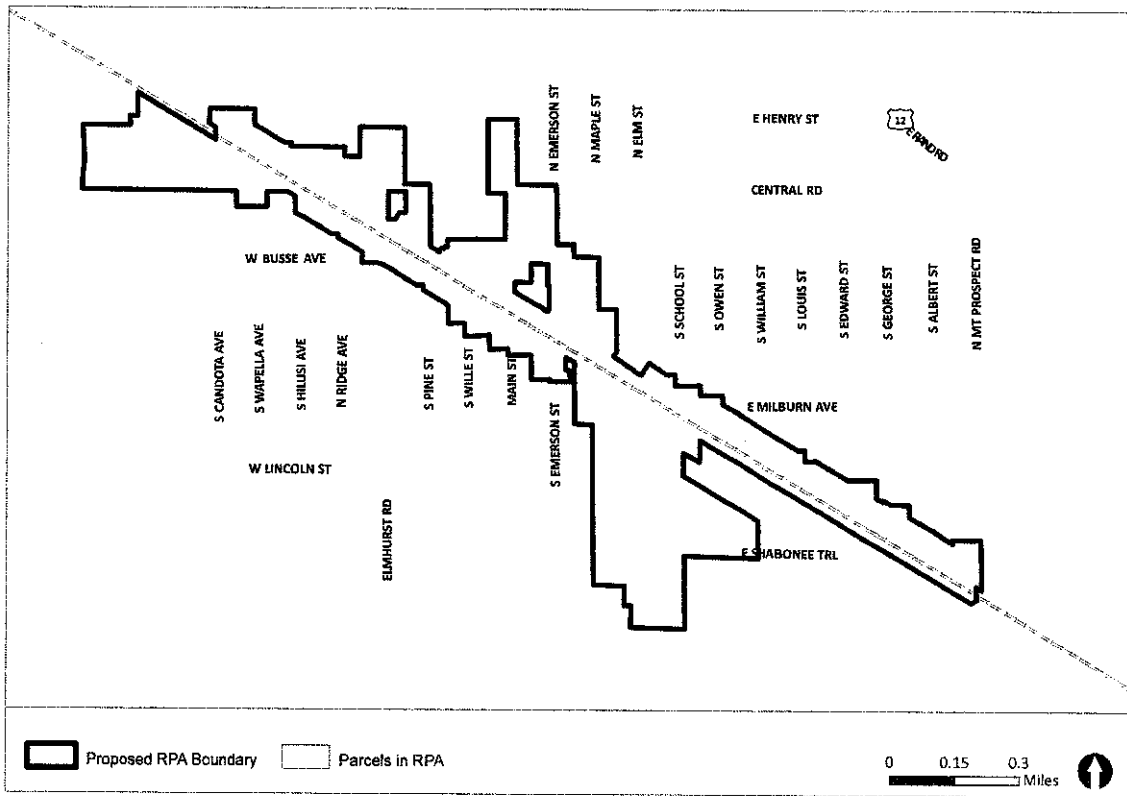 N EMERSON ST
N MAPLE ST
N ELM ST
E HENRY ST
12
E RAND RD
CENTRAL RD
W BUSSE AVE
S SCHOOL ST
S OWEN ST
S WILLIAM ST
S LOUIS ST
S EDWARD ST
S GEORGE ST
S ALBERT ST
N MT PROSPECT RD
S CANDOTA AVE
S WAPELLA AVE
S HILUSI AVE
N RIDGE AVE
S PINE ST
S WILLE ST
MAIN ST
E MILBURN AVE
S EMERSON ST
W LINCOLN ST
ELMHURST RD
E SHABONEE TRL
Proposed RPA Boundary
Parcels in RPA
0 0.15 0.3
Miles